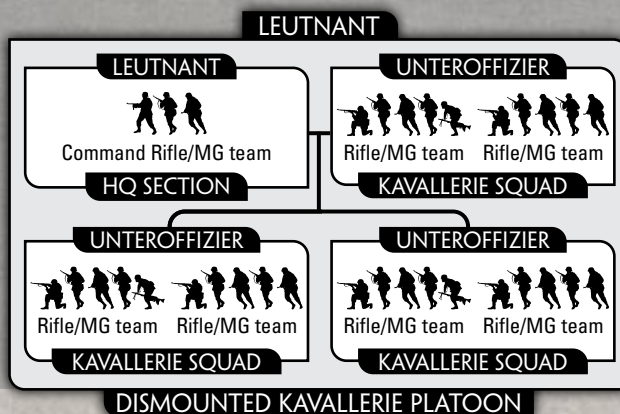 LEUTNANT
LEUTNANT
Command Rifle/MG team
HQ SECTION
UNTEROFFIZIER
Rifle/MG team Rifle/MG team
KAVALLERIE SQUAD
UNTEROFFIZIER
Rifle/MG team Rifle/MG team
KAVALLERIE SQUAD
UNTEROFFIZIER
Rifle/MG team Rifle/MG team
KAVALLERIE SQUAD
DISMOUNTED KAVALLERIE PLATOON